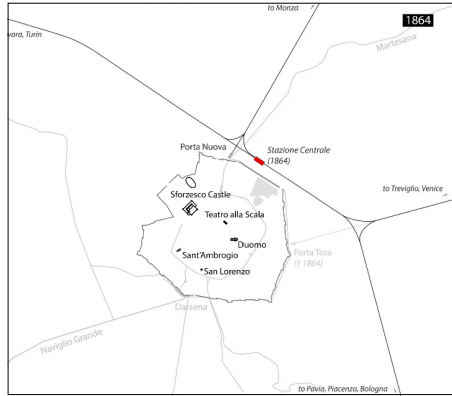 to Monza
1864
vara, Turin
Martesana
Porta Nuova
Stazione Centrale
(1864)
Sforzesco Castle
to Treviglio, Venice
Teatro alla Scala
Duomo
Porta Tosa
(† 1864)
Sant'Ambrogio
San Lorenzo
Darsena
Naviglio Grande
to Pavia, Piacenza, Bologna